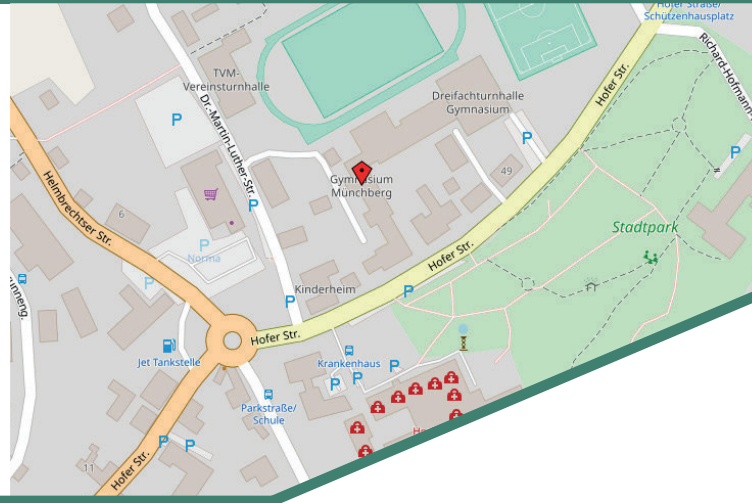 Hofer Straße/
Schützenhausplatz
TVM-
Vereinsturnhalle
Richard-Hofmann-
Hofer Str.
Dreifachturnhalle
Gymnasium
P
P
Dr.-Martin-Luther-Str.
P
49
Gymnasium
Münchberg
Helmbrechtser Str.
6
P
Stadtpark
P
Norma
Hofer Str.
P
Kinderheim
P
P
Hofer Str.
Jet Tankstelle
Krankenhaus
P
P
P
Parkstraße/
Schule
P
P
11
Hofer Str.